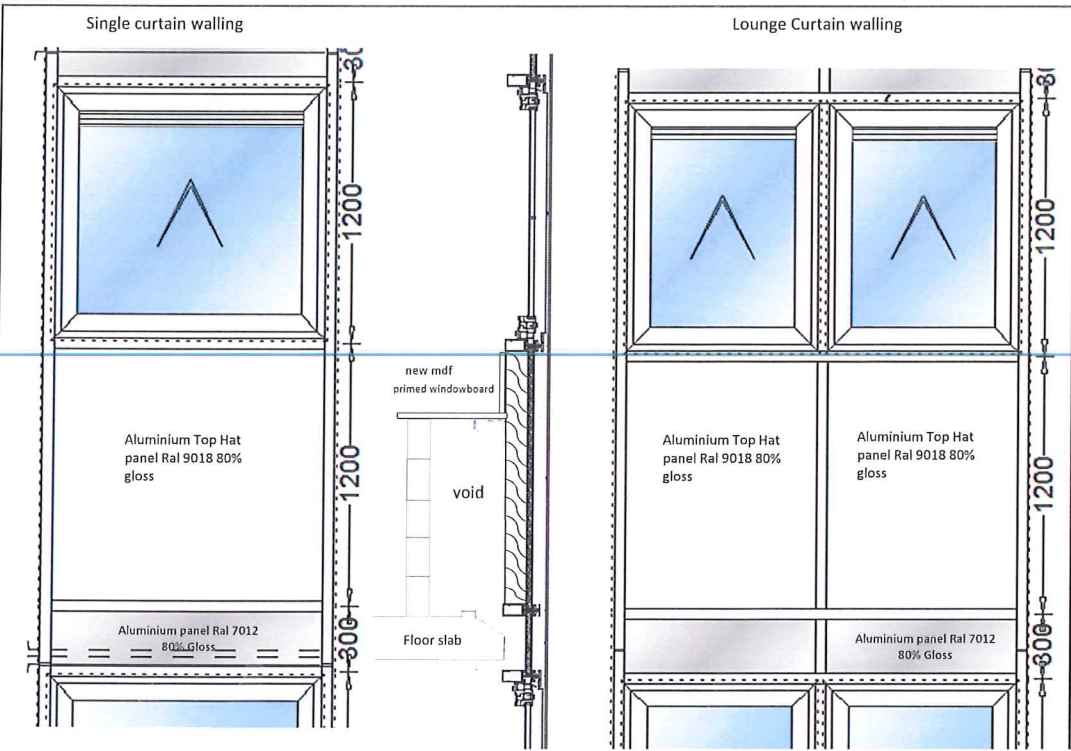 Single curtain walling
Lounge Curtain walling
1200
1200
300
Aluminium Top Hat
panel Ral 9018 80%
gloss
Aluminium panel Ral 7012
80% Gloss
new mdf
primed windowboard
void
Floor slab
1200
1200
300
Aluminium Top Hat
panel Ral 9018 80%
gloss
Aluminium Top Hat
panel Ral 9018 80%
gloss
Aluminium panel Ral 7012
80% Gloss